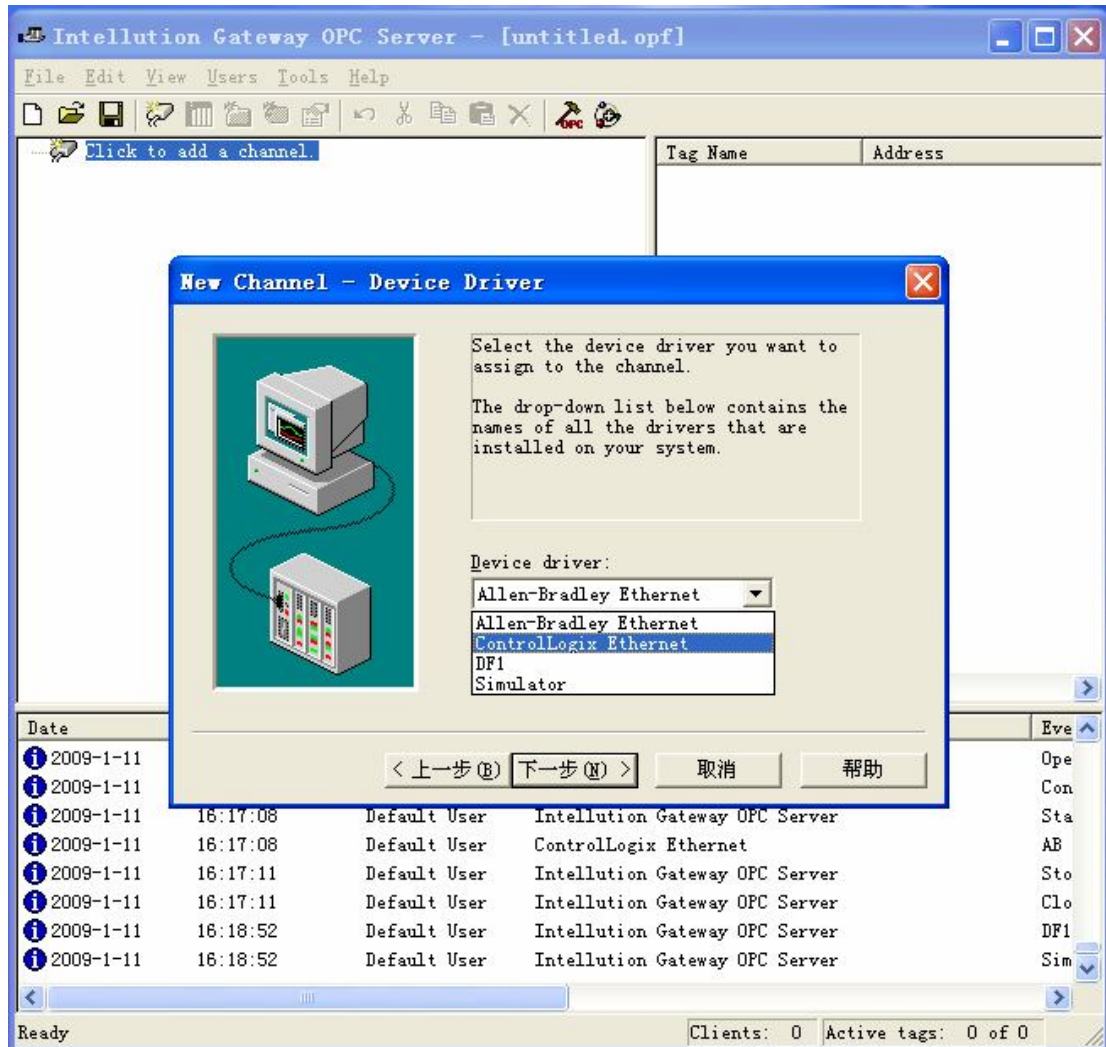 Intellution Gateway OPC Server - [untitled.opf]
File Edit View Users Tools Help
OPC
Click to add a channel.
Tag Name Address
New Channel - Device Driver
Select the device driver you want to
assign to the channel.
The drop-down list below contains the
names of all the drivers that are
installed on your system.
Device driver:
Allen-Bradley Ethernet
Allen-Bradley Ethernet
ControlLogix Ethernet
DF1
Simulator
< 上一步(B) 下一步(N) > 取消 帮助
Date Eve
2009-1-11 Ope
2009-1-11 Con
2009-1-11 16:17:08 Default User Intellution Gateway OPC Server Sta
2009-1-11 16:17:08 Default User ControlLogix Ethernet AB
2009-1-11 16:17:11 Default User Intellution Gateway OPC Server Sto
2009-1-11 16:17:11 Default User Intellution Gateway OPC Server Clo
2009-1-11 16:18:52 Default User Intellution Gateway OPC Server DF1
2009-1-11 16:18:52 Default User Intellution Gateway OPC Server Sim
Ready Clients: 0 Active tags: 0 of 0